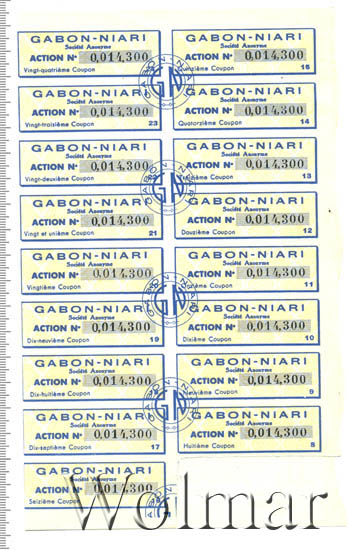 GABON-NIARI
Société Anonyme
ACTION N° 0,014,300
Vingt-quatrième Coupon
GABON-NIARI
Société Anonyme
ACTION N° 0,014,300
15
GABON-NIARI
Société Anonyme
ACTION N° 0,014,300
Vingt-troisième Coupon 23
GABON-NIARI
Société Anonyme
ACTION N° 0,014,300
Quatorzième Coupon 14
GABON-NIARI
Société Anonyme
ACTION N° 0,014,300
Vingt-deuxième Coupon
GABON-NIARI
Société Anonyme
ACTION N° 0,014,300
Coupon 13
GABON-NIARI
Société Anonyme
ACTION N° 0,014,300
Vingt et unième Coupon 21
GABON-NIARI
Société Anonyme
ACTION N° 0,014,300
Douzième Coupon 12
GABON-NIARI
Société Anonyme
ACTION N° 0,014,300
Vingtième Coupon
GABON-NIARI
Société Anonyme
ACTION N° 0,014,300
Coupon 11
GABON-NIARI
Société Anonyme
ACTION N° 0,014,300
Dix-neuvième Coupon 19
GABON-NIARI
Société Anonyme
ACTION N° 0,014,300
Dixième Coupon 10
GABON-NIARI
Société Anonyme
ACTION N° 0,014,300
Dix-huitième Coupon
GABON-NIARI
Société Anonyme
ACTION N° 0,014,300
Coupon 9
GABON-NIARI
Société Anonyme
ACTION N° 0,014,300
Dix-septième Coupon 17
GABON-NIARI
Société Anonyme
ACTION N° 0,014,300
Huitième Coupon 8
GABON-NIARI
Société Anonyme
ACTION N° 0,014,300
Seizième Coupon
GABON-NIARI
GN
Wolmar